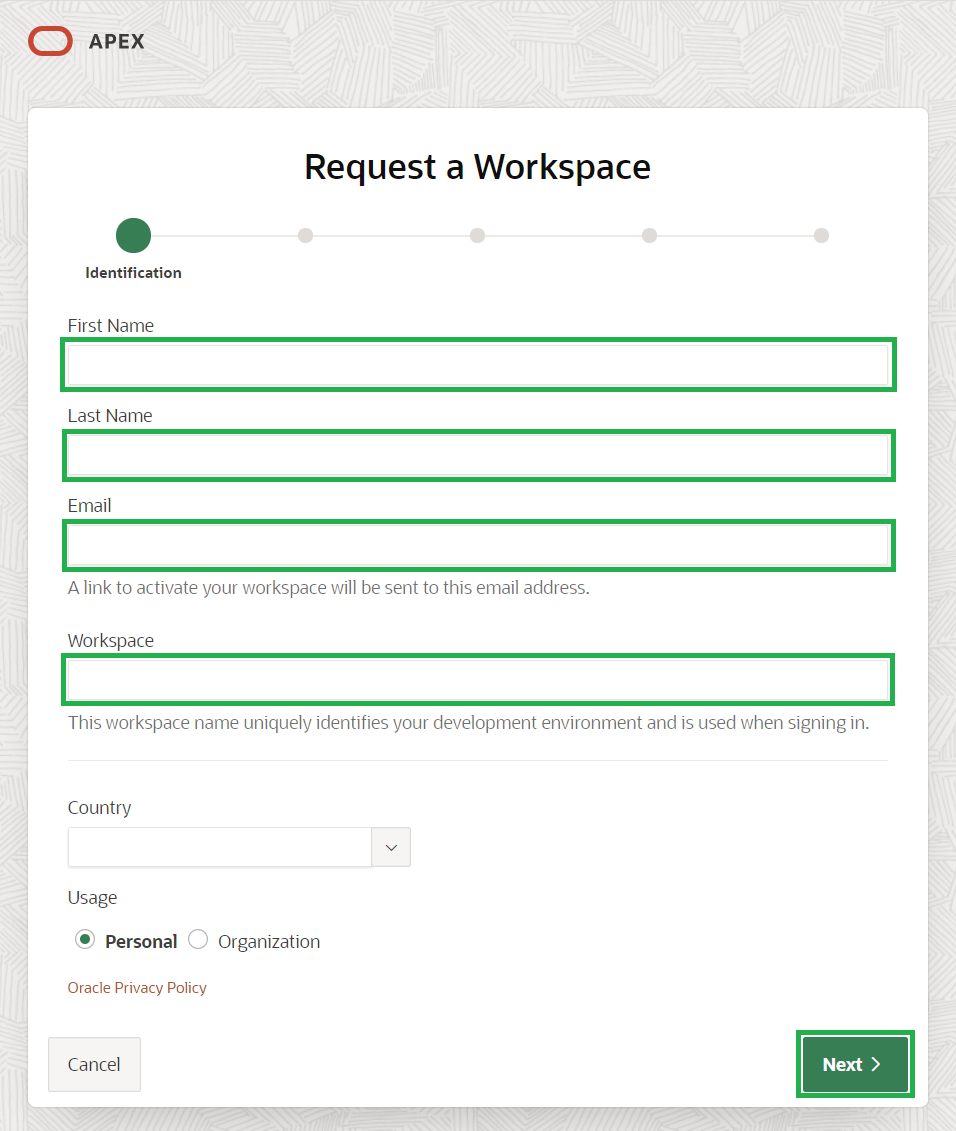 APEX
Request a Workspace
Identification
First Name
Last Name
Email
A link to activate your workspace will be sent to this email address.
Workspace
This workspace name uniquely identifies your development environment and is used when signing in.
Country
Usage
Personal Organization
Oracle Privacy Policy
Cancel Next